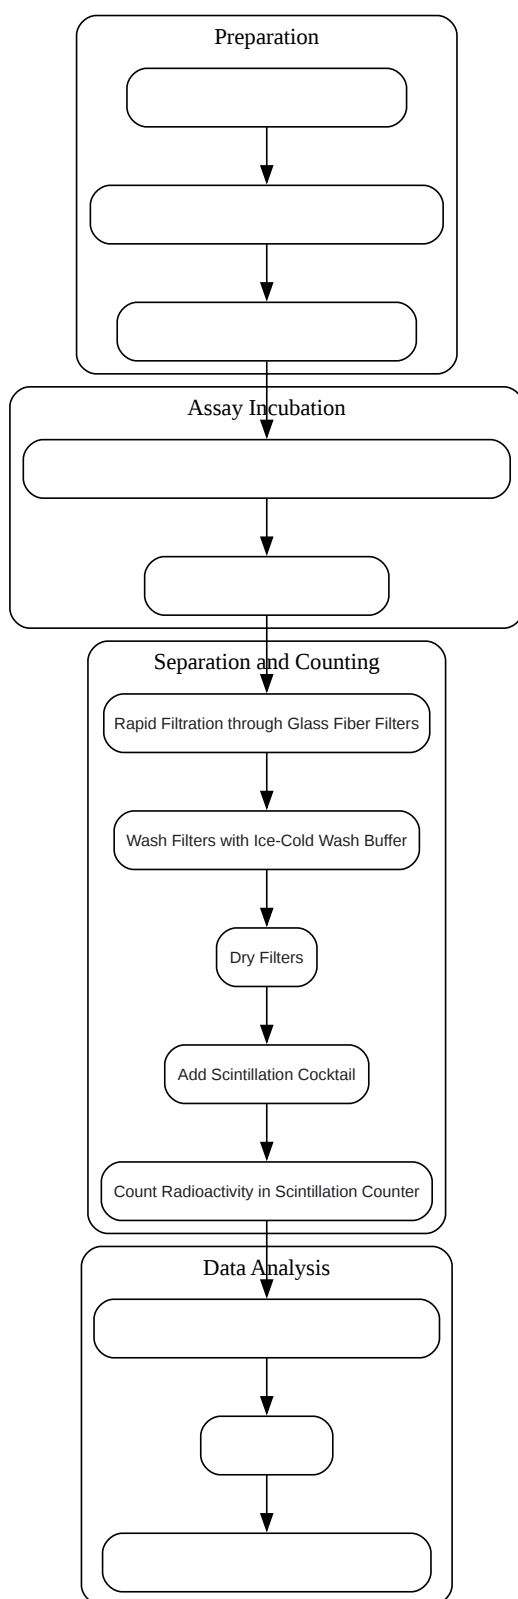 Preparation
Assay Incubation
Separation and Counting
Rapid Filtration through Glass Fiber Filters
Wash Filters with Ice-Cold Wash Buffer
Dry Filters
Add Scintillation Cocktail
Count Radioactivity in Scintillation Counter
Data Analysis